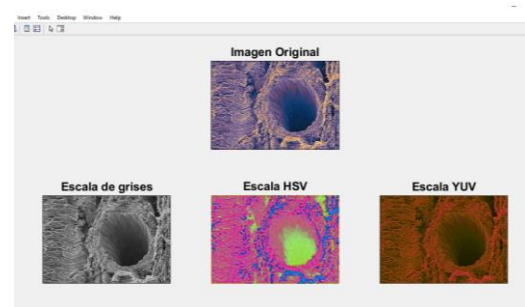 Insert Tools Desktop Window Help
Imagen Original
Escala de grises Escala HSV Escala YUV